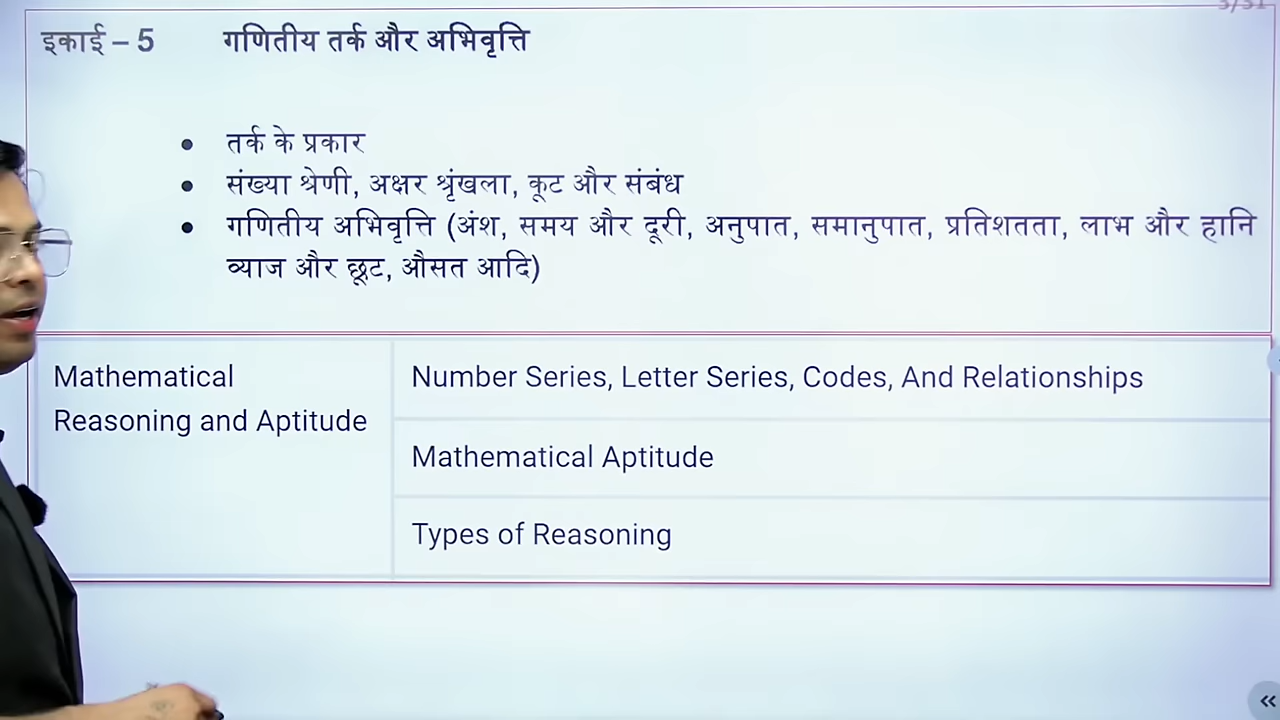 इकाई – 5 गणितीय तर्क और अभिवृत्ति
• तर्क के प्रकार
• संख्या श्रेणी, अक्षर श्रृंखला, कूट और संबंध
• गणितीय अभिवृत्ति (अंश, समय और दूरी, अनुपात, समानुपात, प्रतिशतता, लाभ और हानि
व्याज और छूट, औसत आदि)
Mathematical
Reasoning and Aptitude
Number Series, Letter Series, Codes, And Relationships
Mathematical Aptitude
Types of Reasoning